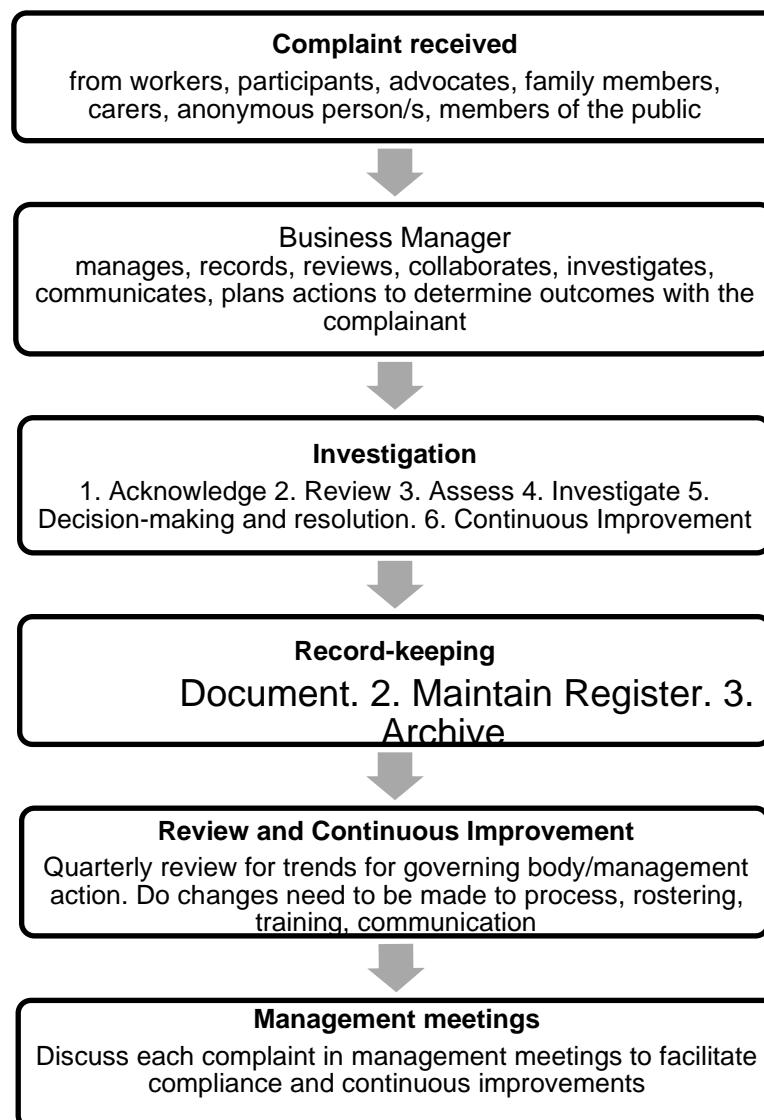 Complaint received
from workers, participants, advocates, family members,
carers, anonymous person/s, members of the public
Business Manager
manages, records, reviews, collaborates, investigates,
communicates, plans actions to determine outcomes with the
complainant
Investigation
1. Acknowledge 2. Review 3. Assess 4. Investigate 5.
Decision-making and resolution. 6. Continuous Improvement
Record-keeping
Document. 2. Maintain Register. 3.
Archive
Review and Continuous Improvement
Quarterly review for trends for governing body/management
action. Do changes need to be made to process, rostering,
training, communication
Management meetings
Discuss each complaint in management meetings to facilitate
compliance and continuous improvements